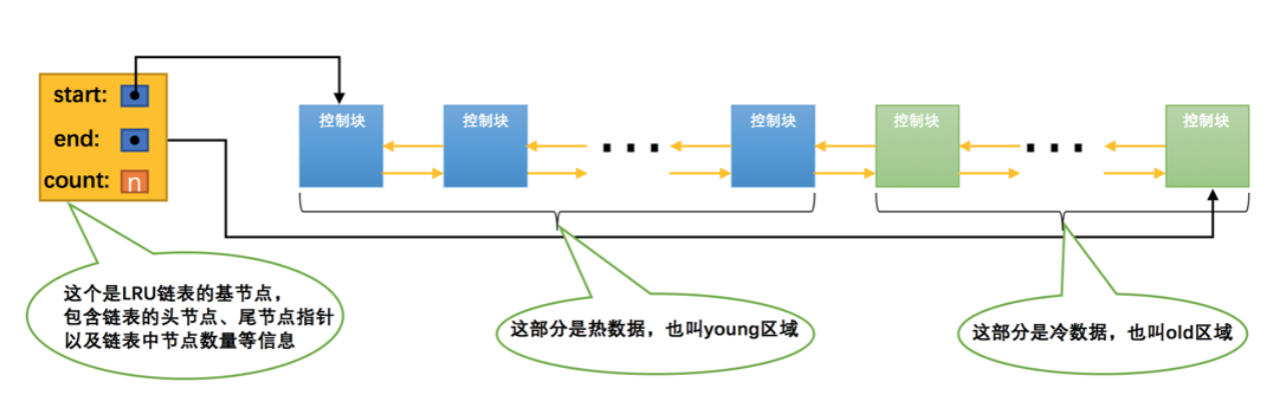 start:
end:
count: n
控制块
控制块
控制块
控制块
控制块
这个是LRU链表的基节点，
包含链表的头节点、尾节点指针
以及链表中节点数量等信息
这部分是热数据，也叫young区域
这部分是冷数据，也叫old区域